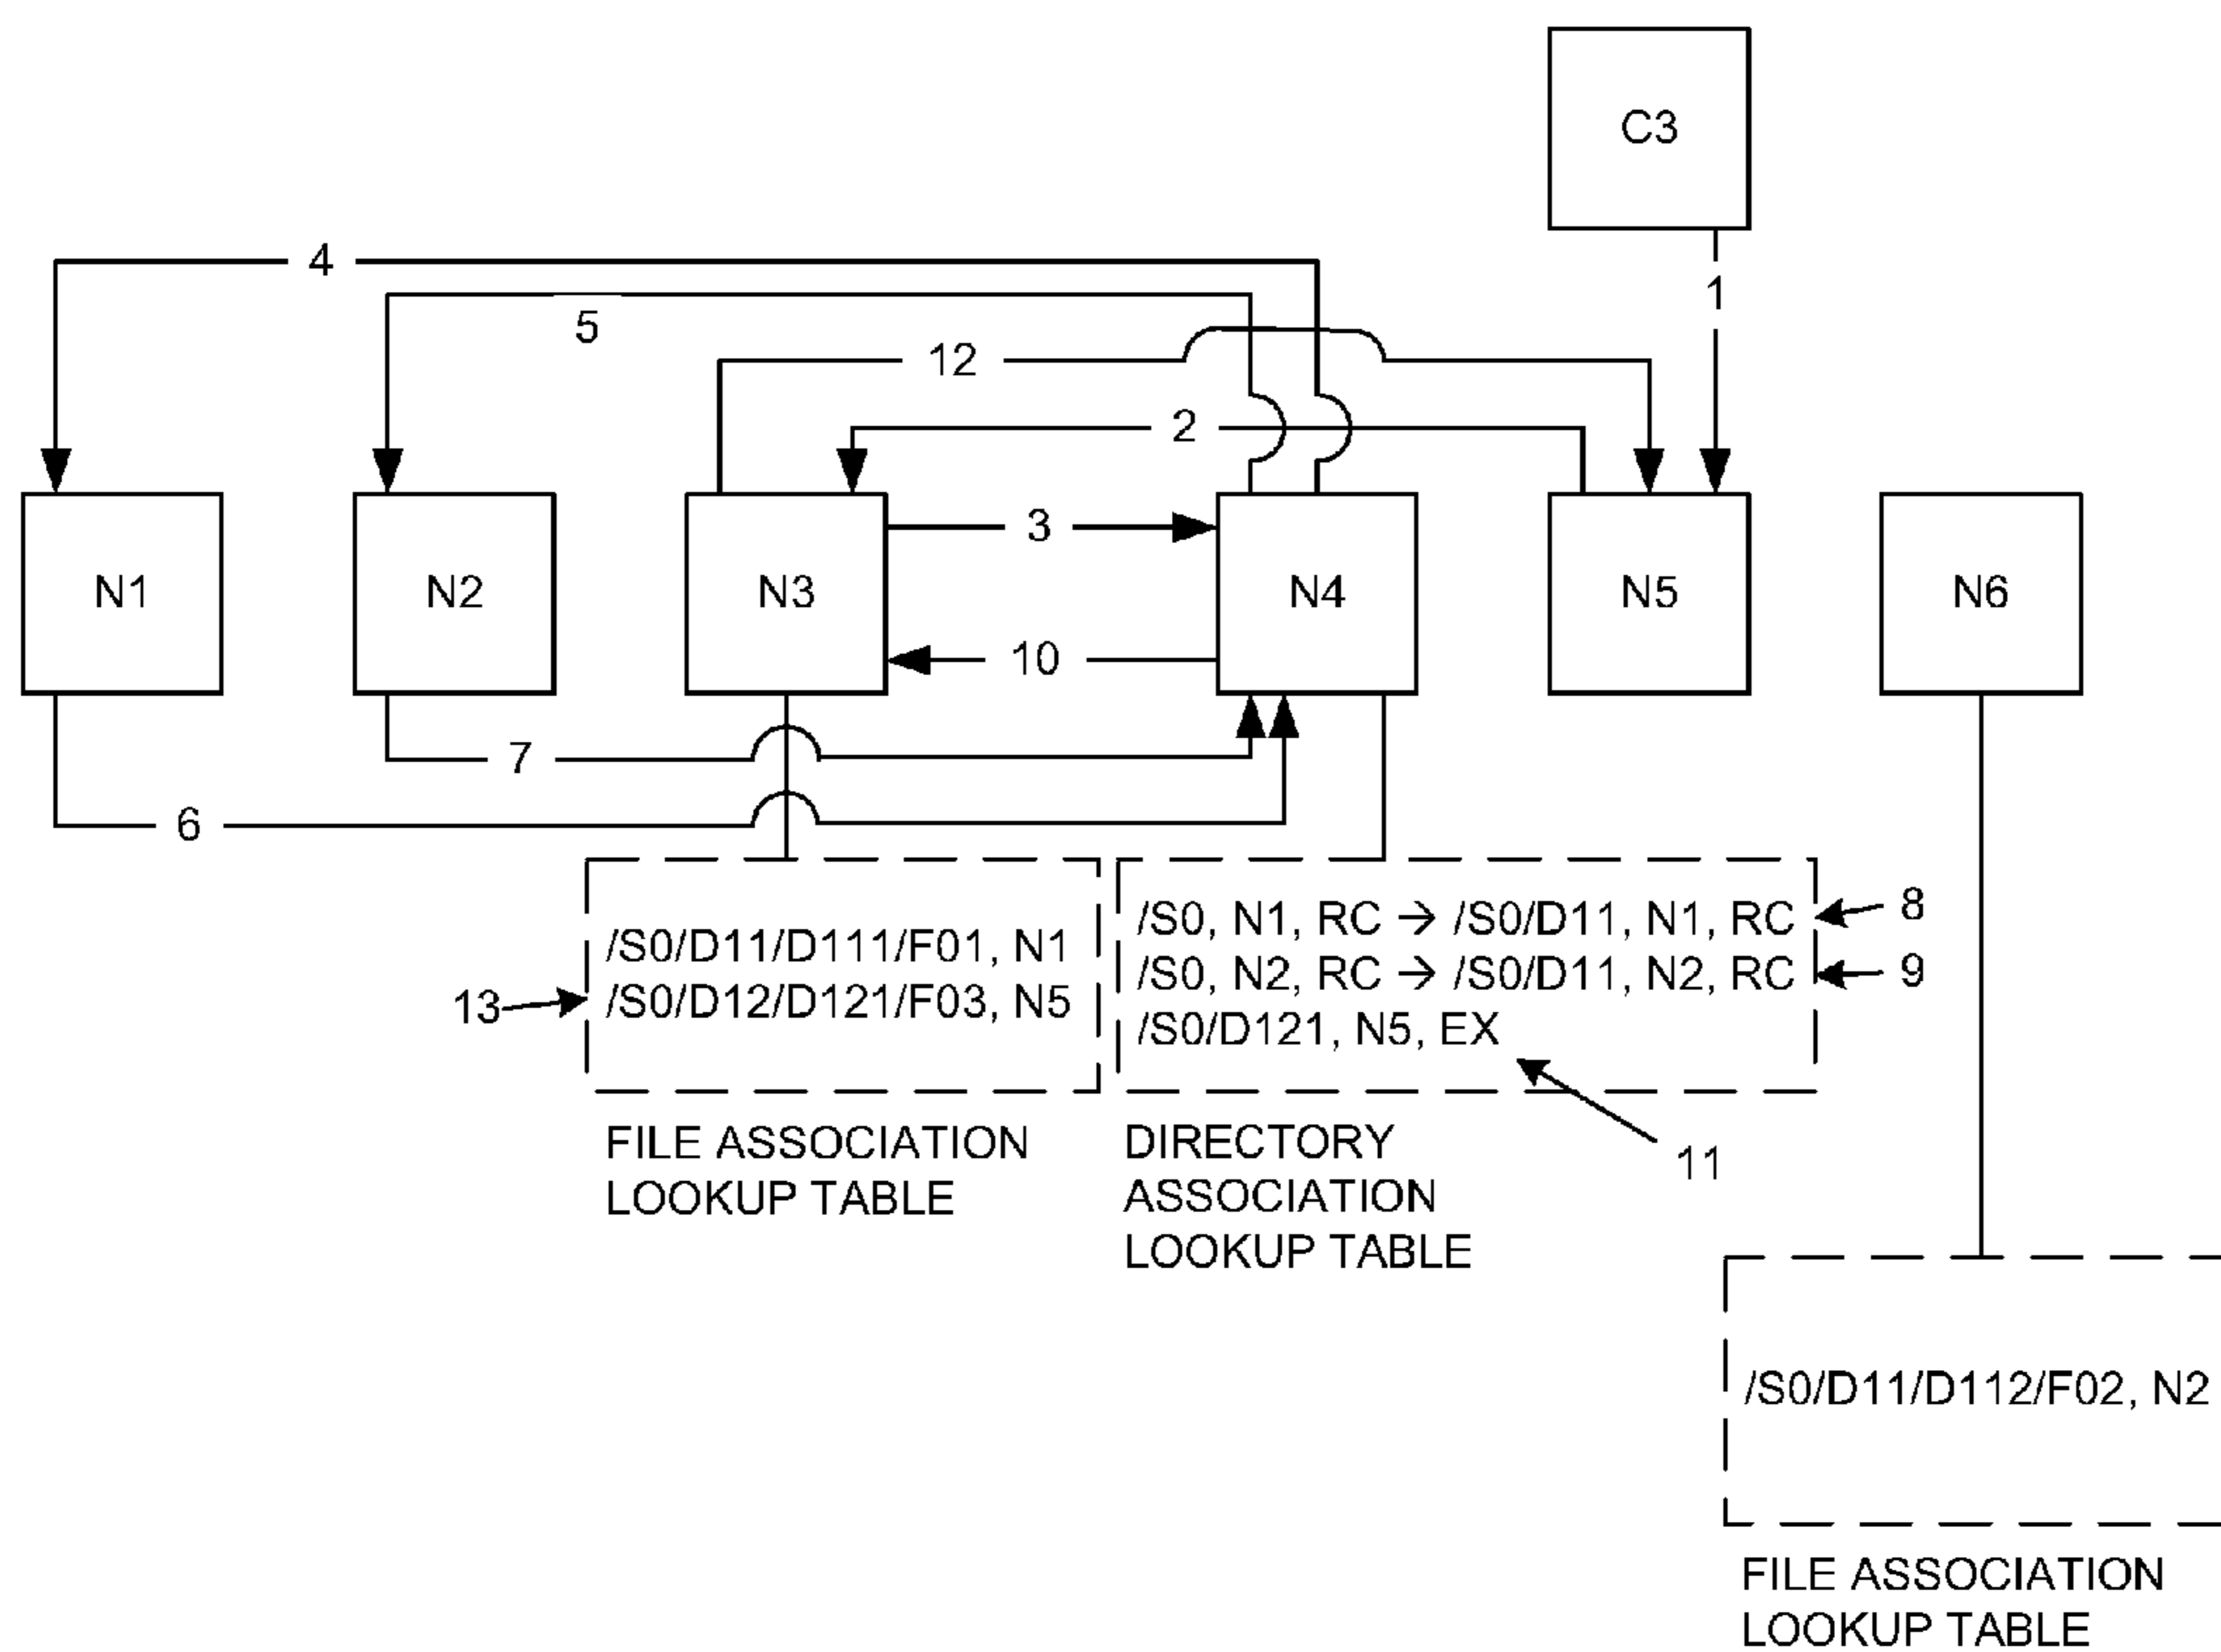 C3
4
1
5
12
2
3
N1
N2
N3
N4
N5
N6
10
7
6
/S0, N1, RC → /S0/D11, N1, RC
8
/S0/D11/D111/F01, N1
/S0, N2, RC → /S0/D11, N2, RC
9
13
/S0/D12/D121/F03, N5
/S0/D121, N5, EX
11
FILE ASSOCIATION
LOOKUP TABLE
DIRECTORY
ASSOCIATION
LOOKUP TABLE
/S0/D11/D112/F02, N2
FILE ASSOCIATION
LOOKUP TABLE